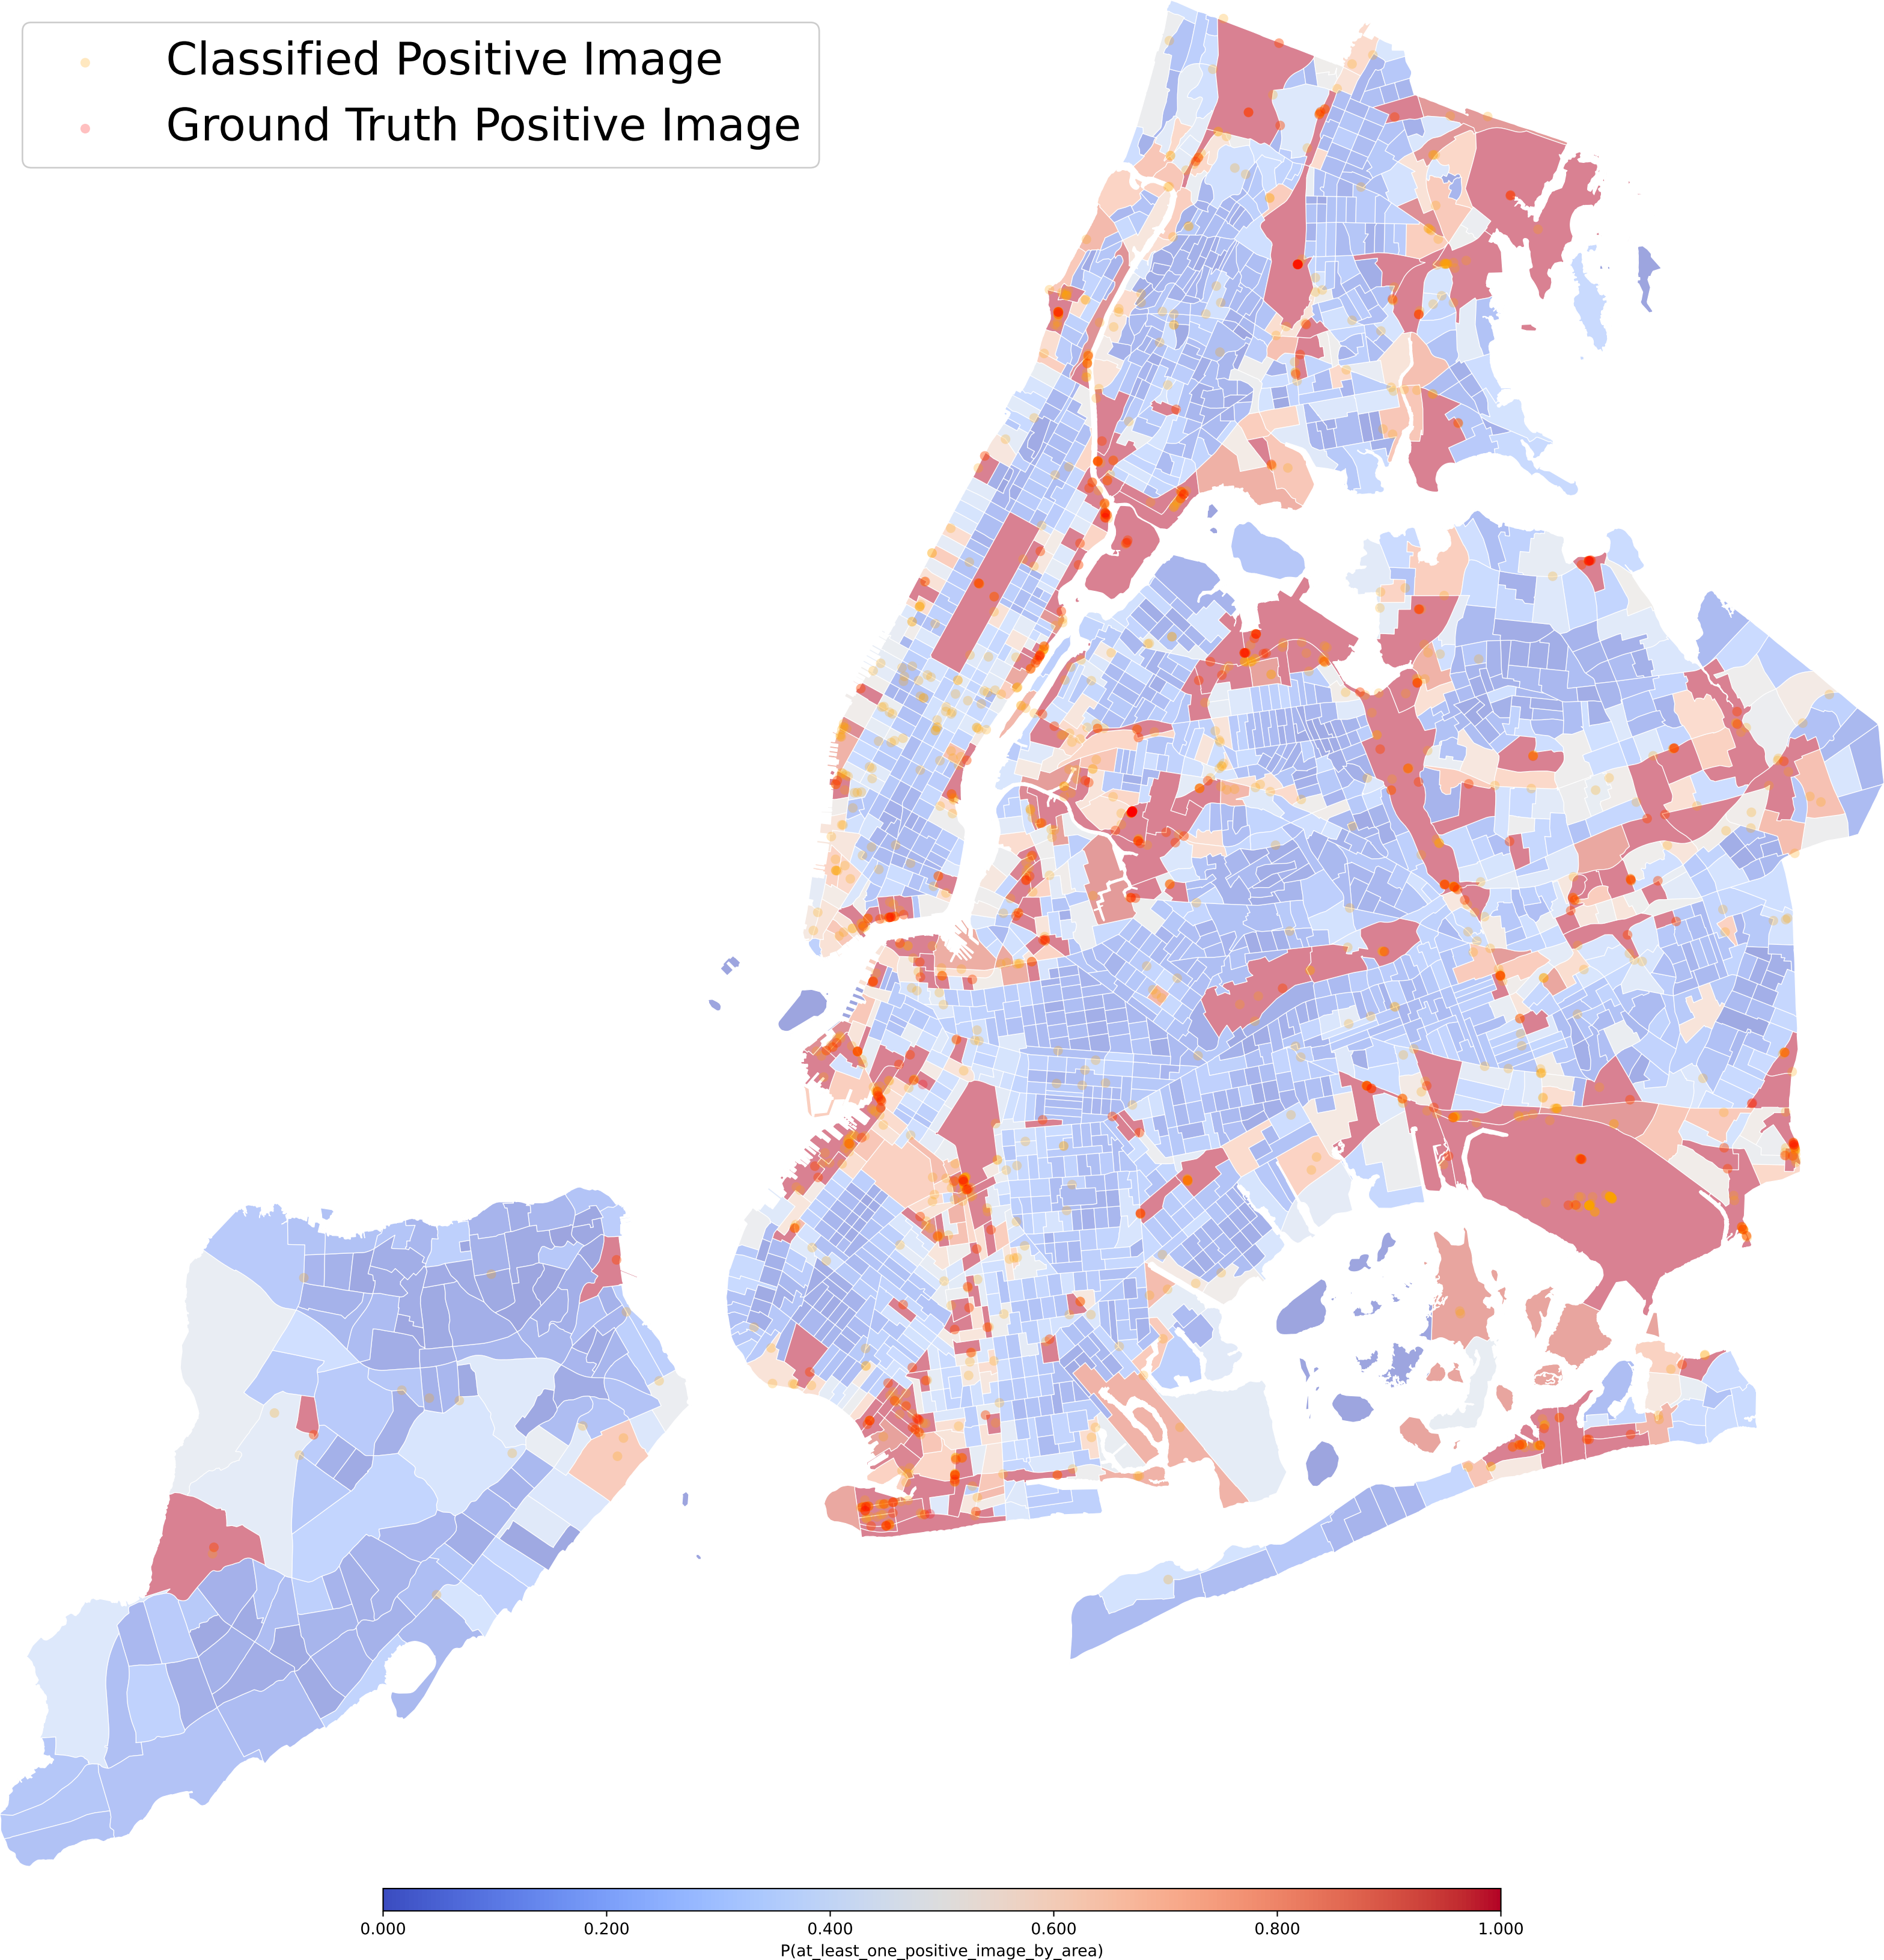 Classified Positive Image
Ground Truth Positive Image
0.000 0.200 0.400 0.600 0.800 1.000
P(at_least_one_positive_image_by_area)